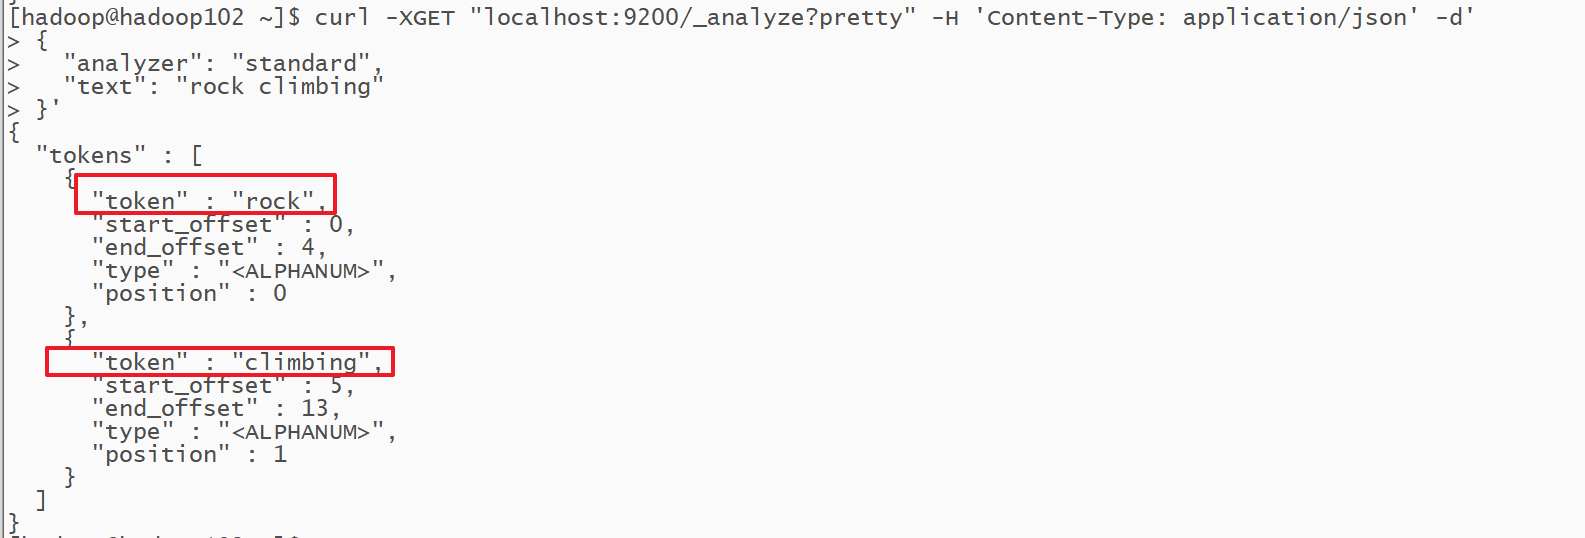 [hadoop@hadoop102 ~]$ curl -XGET "localhost:9200/_analyze?pretty" -H 'Content-Type: application/json' -d'
> {
>   "analyzer": "standard",
>   "text": "rock climbing"
> }'
{
  "tokens" : [
    {
      "token" : "rock",
      "start_offset" : 0,
      "end_offset" : 4,
      "type" : "<ALPHANUM>",
      "position" : 0
    },
    {
      "token" : "climbing",
      "start_offset" : 5,
      "end_offset" : 13,
      "type" : "<ALPHANUM>",
      "position" : 1
    }
  ]
}